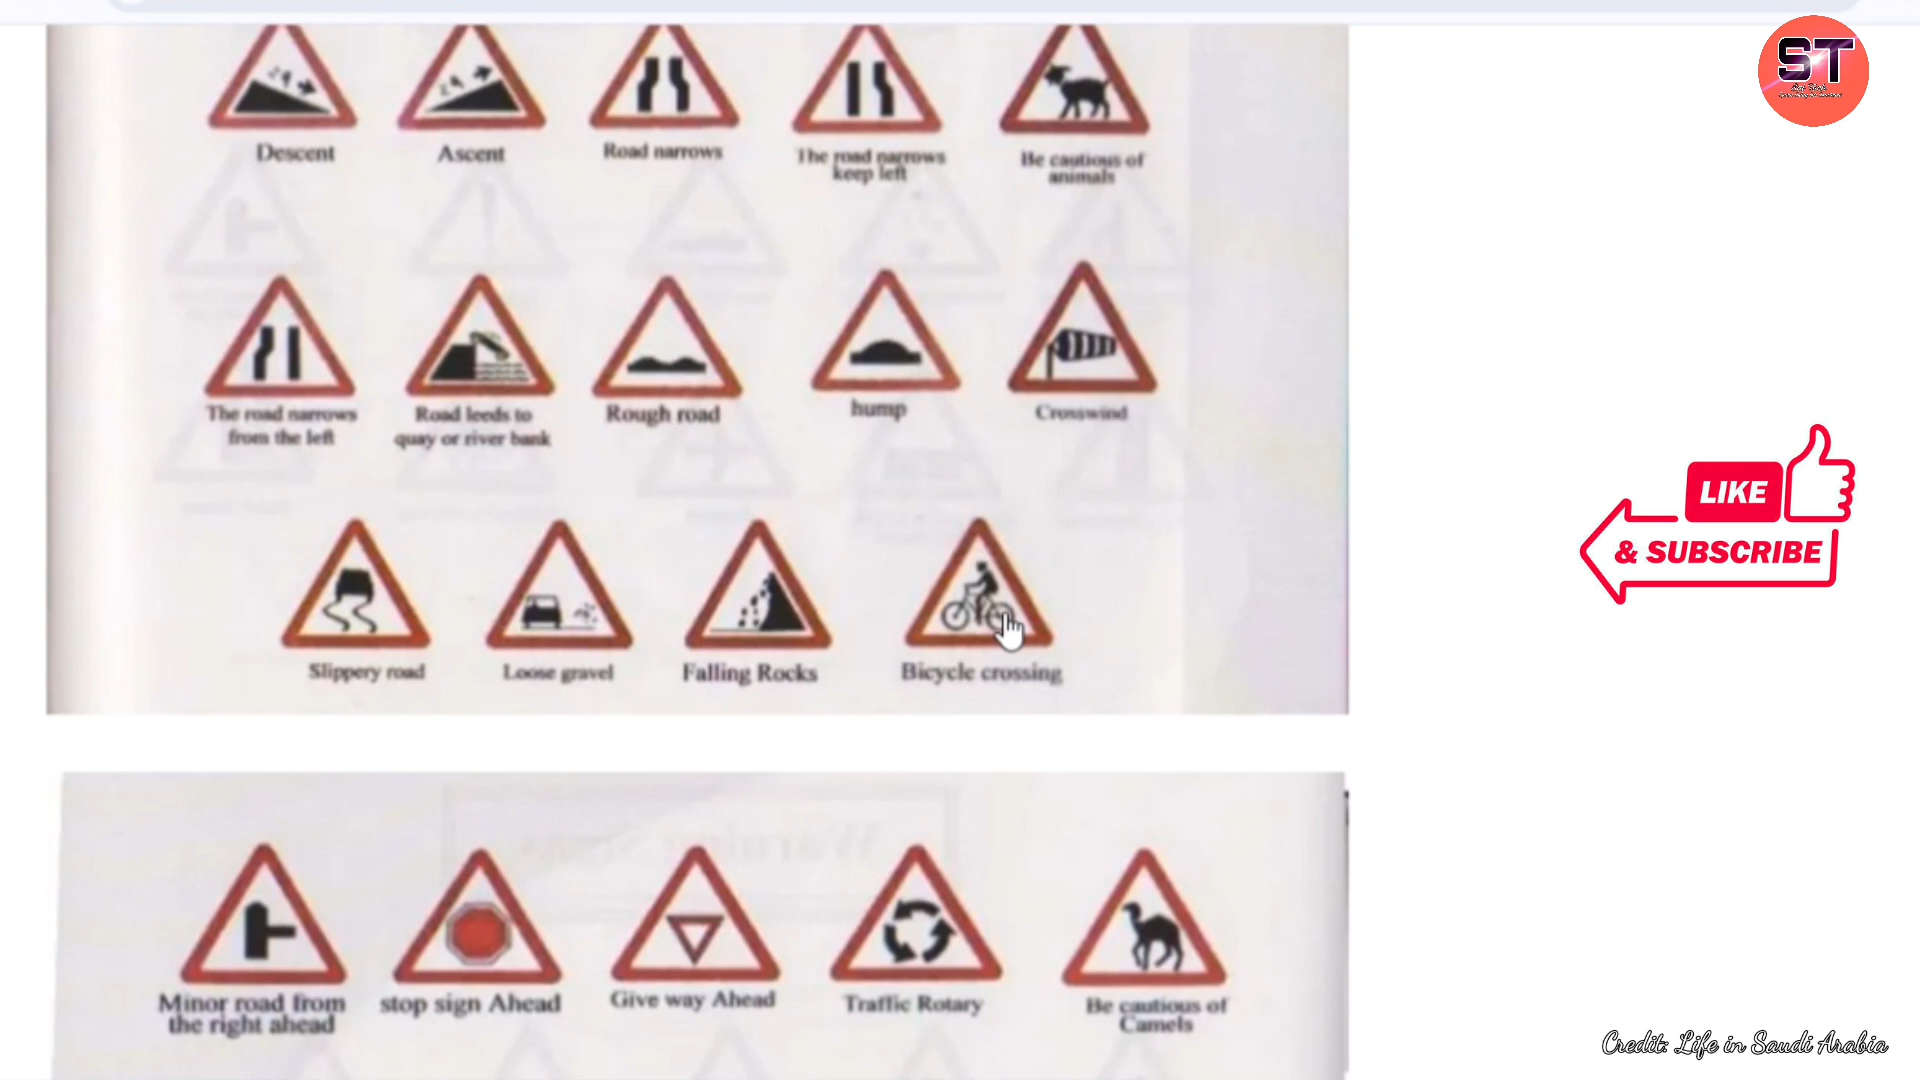 ST
Descent
Ascent
Road narrows
The road narrows
keep left
Be cautious of
animals
The road narrows
from the left
Road leeds to
quay or river bank
Rough road
hump
Crosswind
LIKE
& SUBSCRIBE
Slippery road
Loose gravel
Falling Rocks
Bicycle crossing
Warning Signs
Minor road from
the right ahead
stop sign Ahead
Give way Ahead
Traffic Rotary
Be cautious of
Camels
Credit: Life in Saudi Arabia